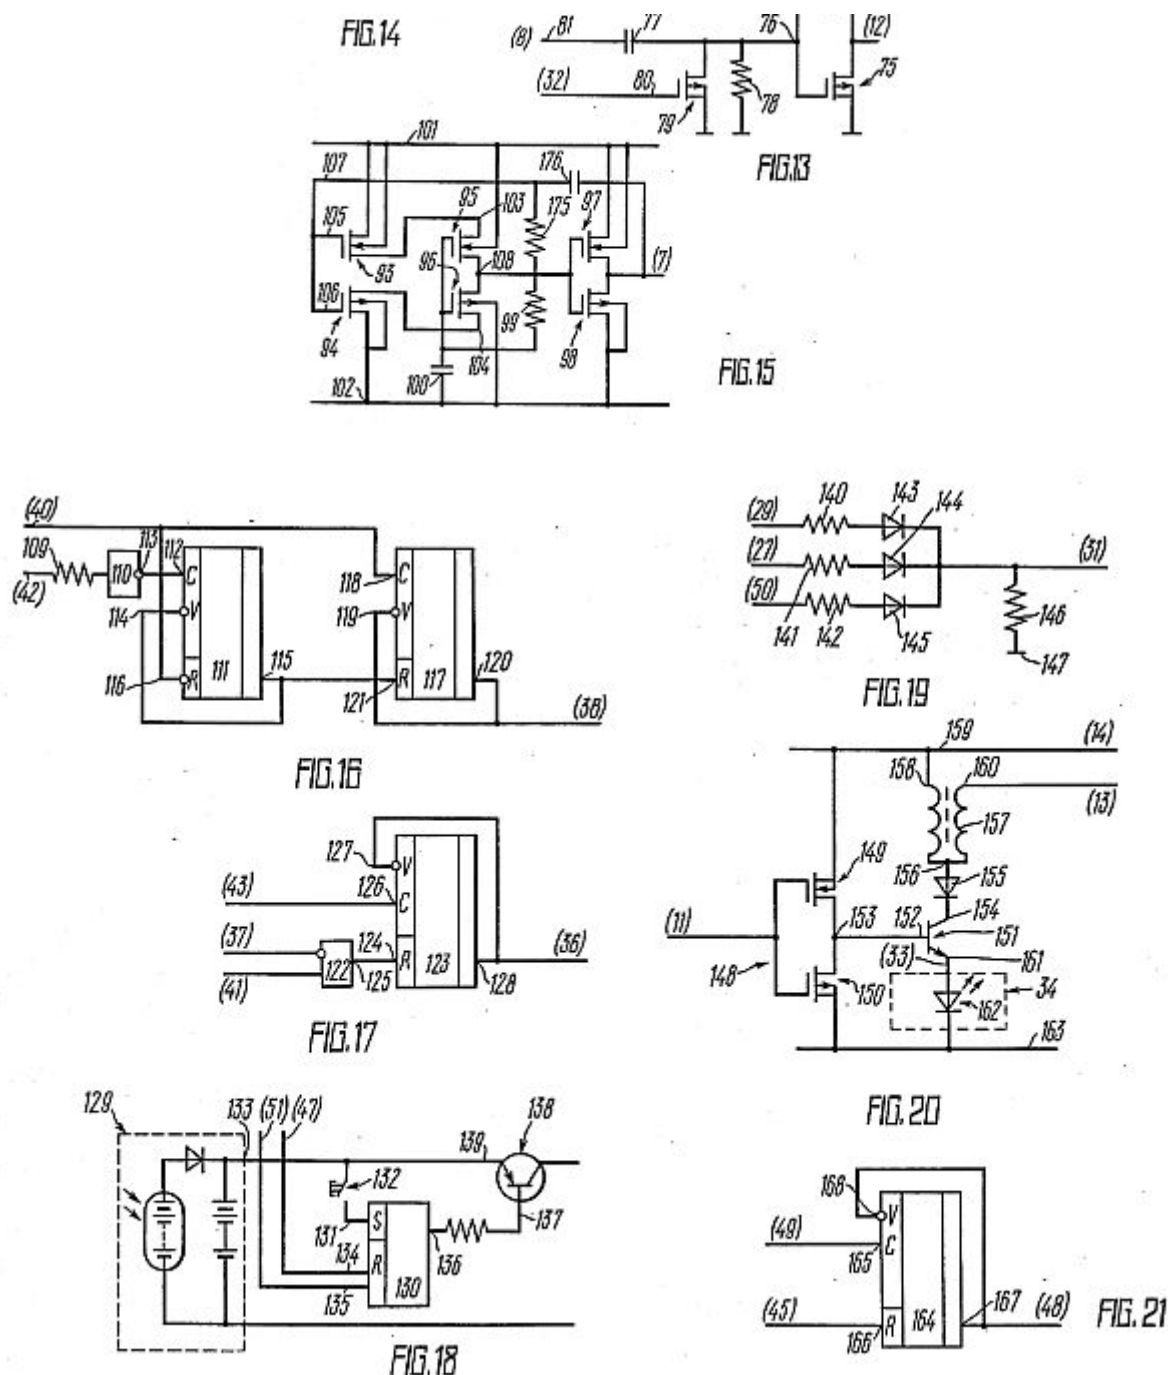 FIG.14
(8) 81 77 76 (12)
(32) 80 79 78 75
FIG.13
101
107 176
105 95 103 175 97
93 96 108 (7)
106
94 104 99 98
102 100
FIG.15
(40)
109 113 112
110 C
(42)
114 V
116 R 111 115
118 C
119 V
121 R 117 120
(38)
FIG.16
(29) 140 143 144
(27) (31)
(50)
141 142 145 146
147
FIG.19
127 V
(43) 126 C
(37) 124 R 123 (36)
122
(41) 125 128
FIG.17
159 (14)
158 160
(13)
157
149 156 155
(11) 153 152 154
151
148 (33) 161
150 162 34
163
FIG.20
129 133 (51) (47) 138
139
132
131 S 137
134 R 136
135 130
FIG.18
168 V
(49) 165 C
(45) 166 R 164 167 (48)
FIG.21